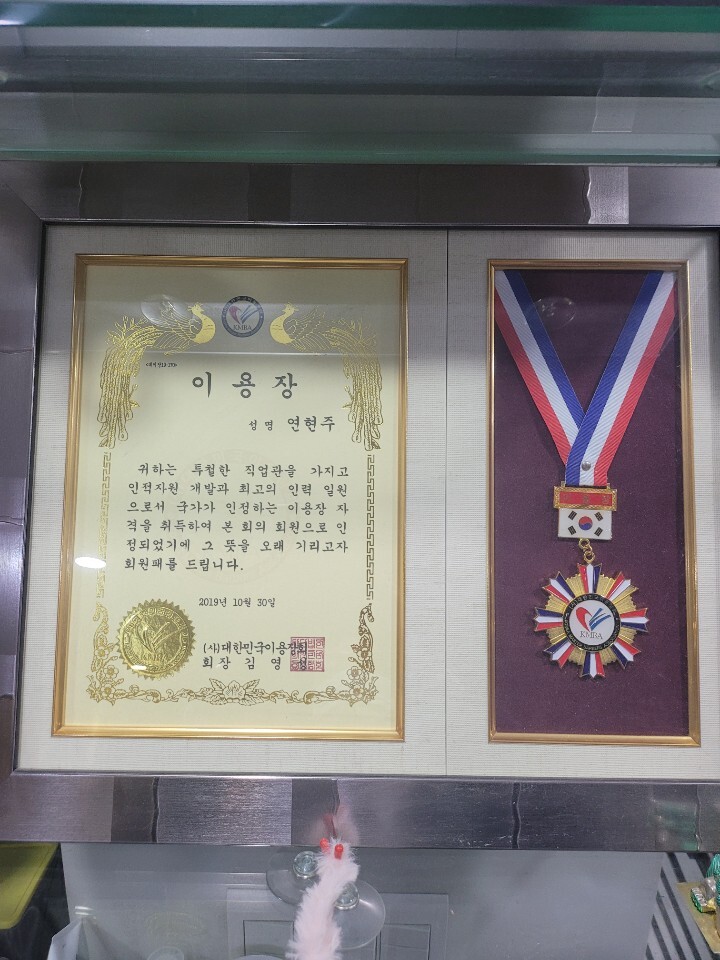 KMBA
이 용 장
성 명 연현주
귀하는 투철한 직업관을 가지고
인적자원 개발과 최고의 인력 일원
으로서 국가가 인정하는 이용장 자
격을 취득하여 본 회의 회원으로 인
정되었기에 그 뜻을 오래 기리고자
회원패를 드립니다.
2019년 10월 30일
(사)대한민국이용장회
회 장 김 영
KMBA